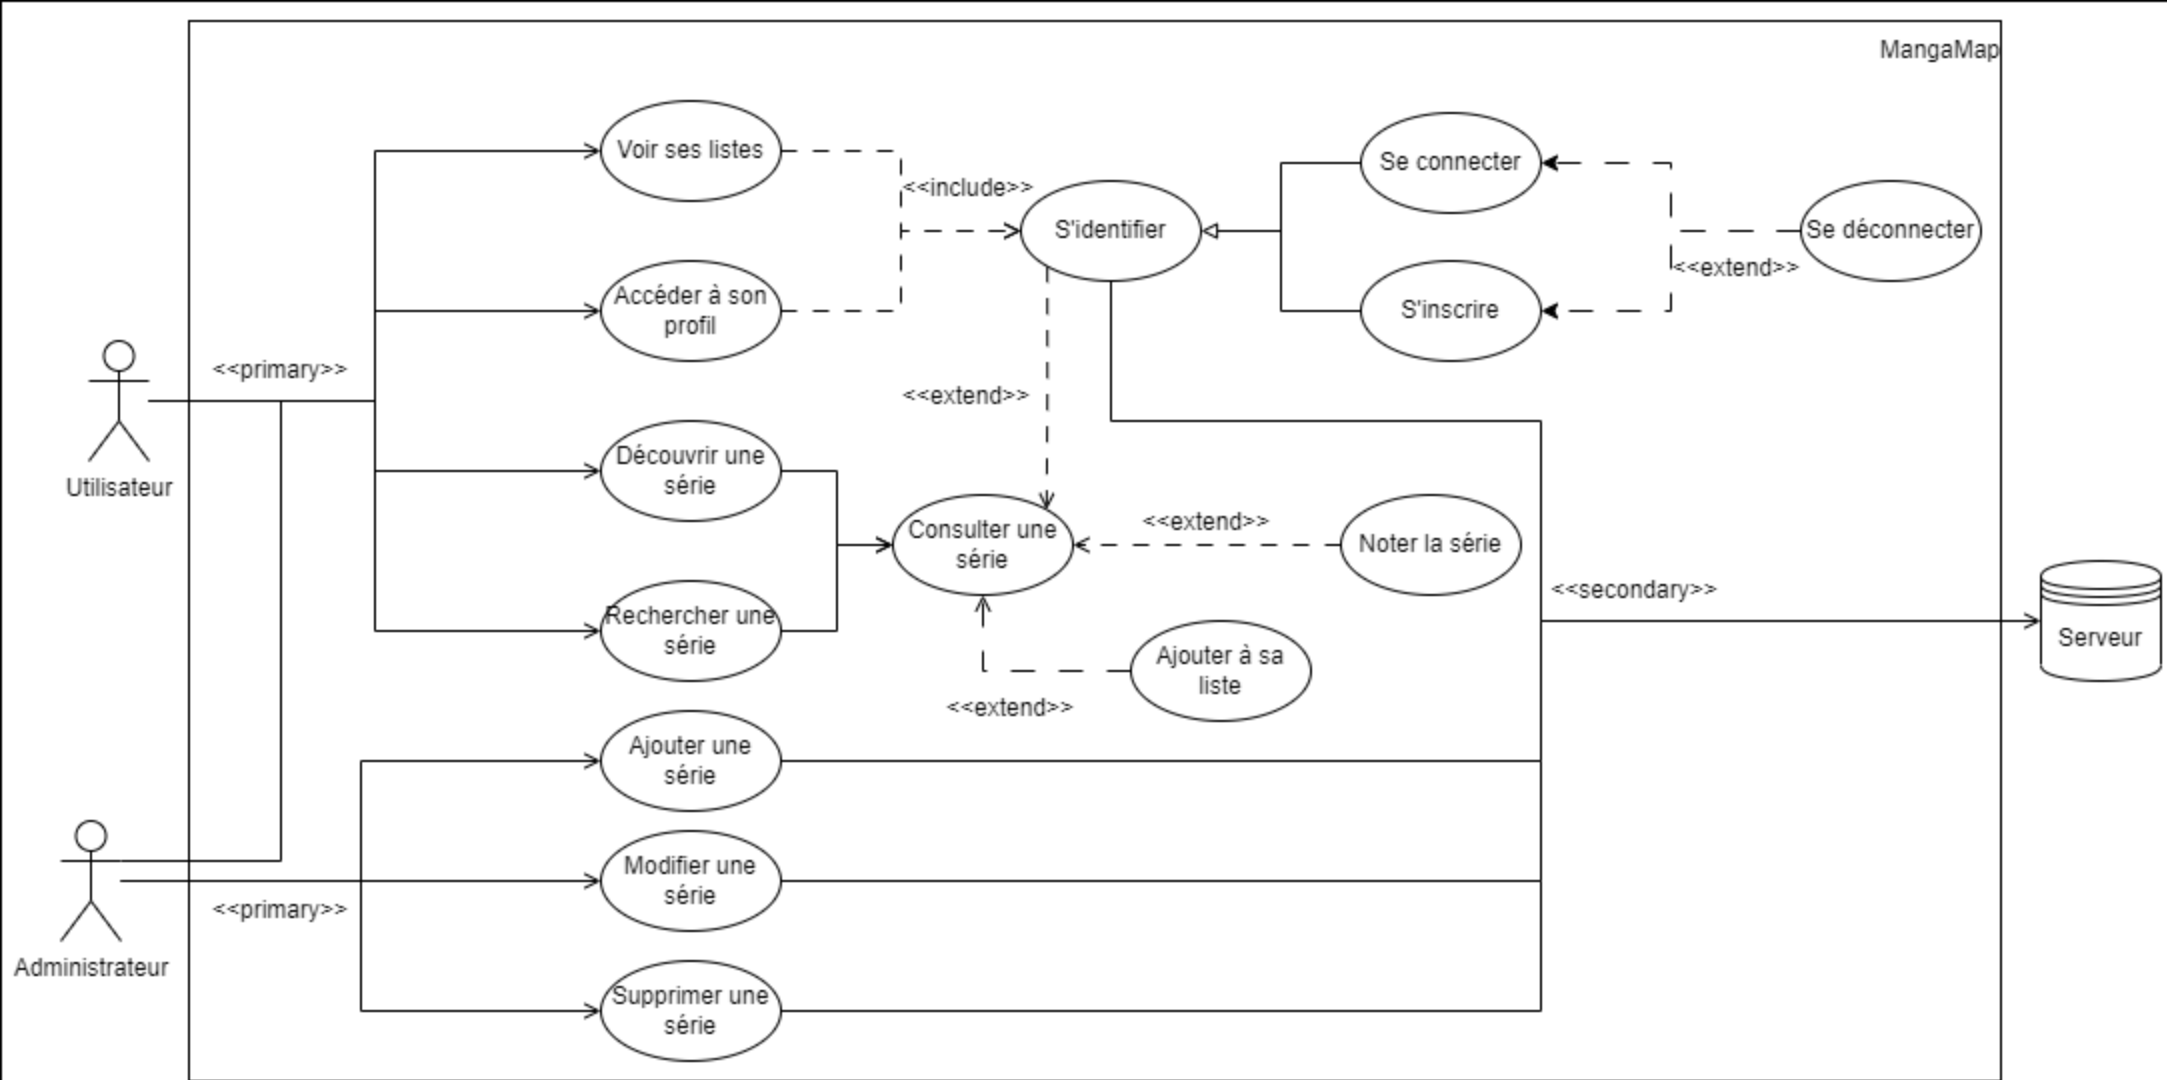 MangaMap
Voir ses listes
<<include>>
S'identifier
Se connecter
Se déconnecter
<<extend>>
Accéder à son
profil
S'inscrire
<<primary>>
Utilisateur
<<extend>>
Découvrir une
série
Consulter une
série
<<extend>>
Noter la série
<<secondary>>
Serveur
Rechercher une
série
Ajouter à sa
liste
<<extend>>
Ajouter une
série
Modifier une
série
<<primary>>
Administrateur
Supprimer une
série